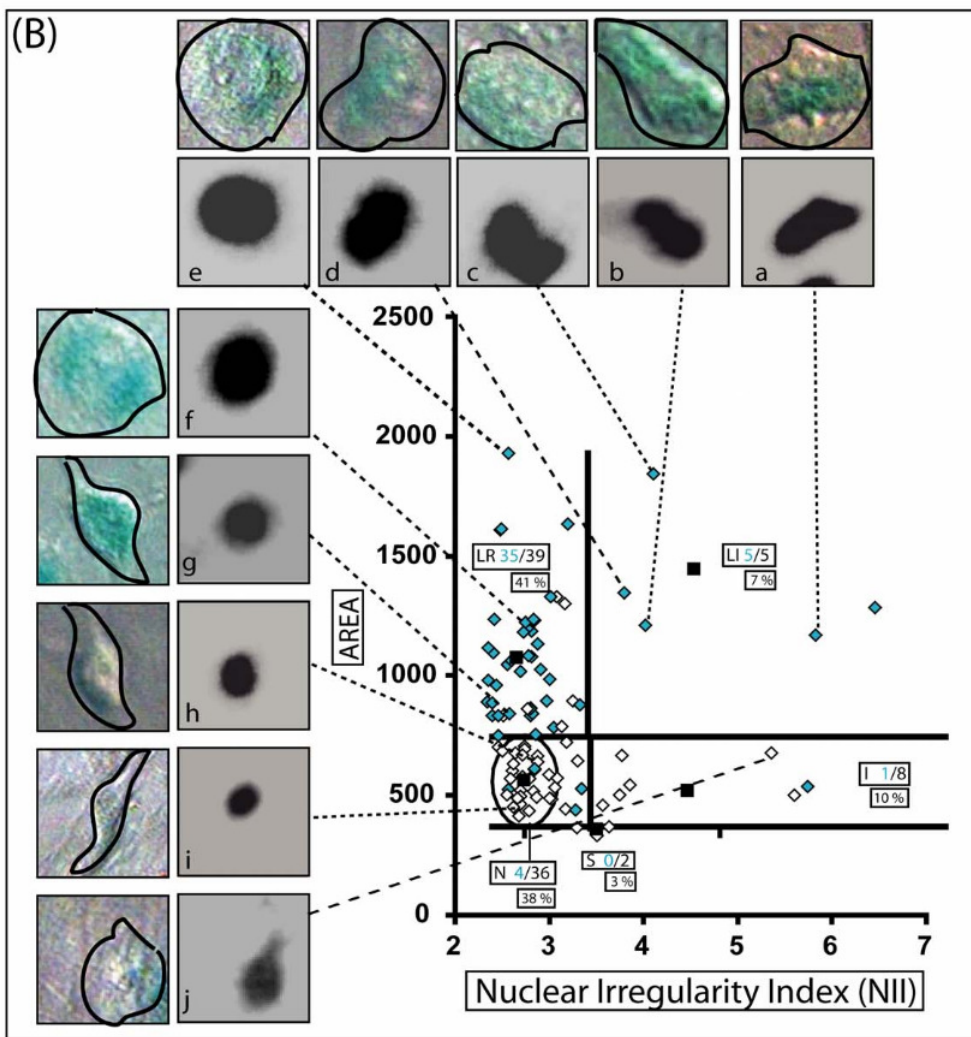 (B)
e d c b a
f
g
h
i
j
2500
2000
1500
1000
500
0
AREA
LR 35/39
41 %
LI 5/5
7 %
I 1/8
10 %
N 4/36
38 %
S 0/2
3 %
2 3 4 5 6 7
Nuclear Irregularity Index (NII)